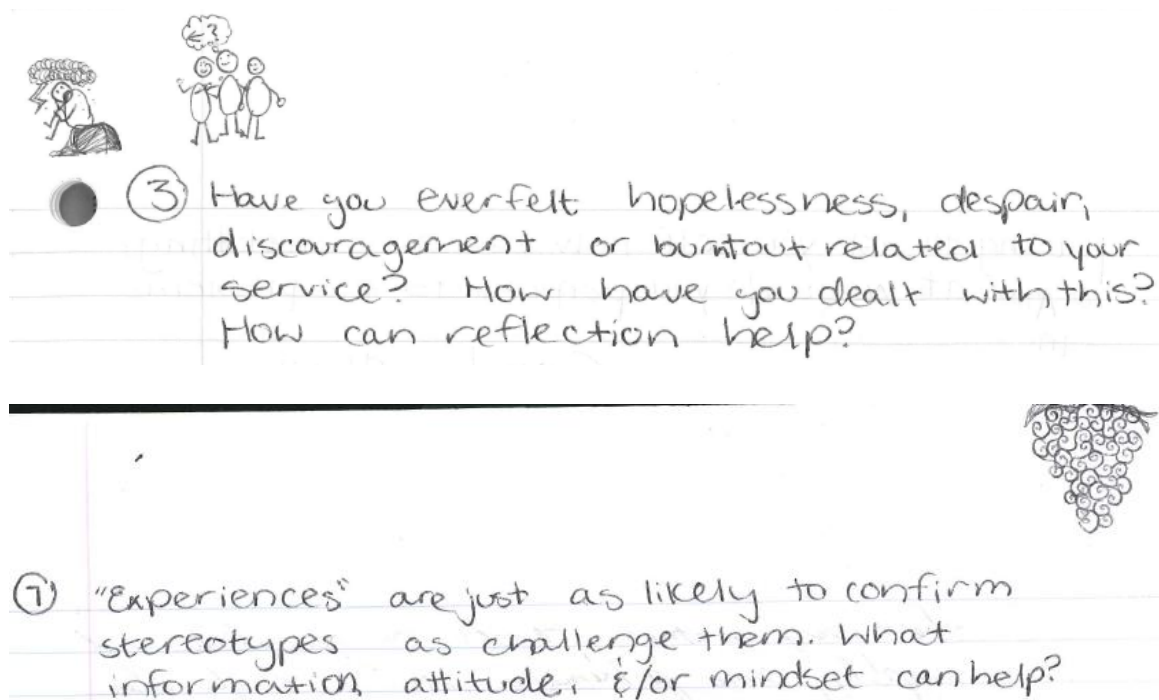 ?
③ Have you ever felt hopelessness, despair,
discouragement or burntout related to your
service? How have you dealt with this?
How can reflection help?
⑦ "Experiences" are just as likely to confirm
stereotypes as challenge them. What
information, attitude, &/or mindset can help?